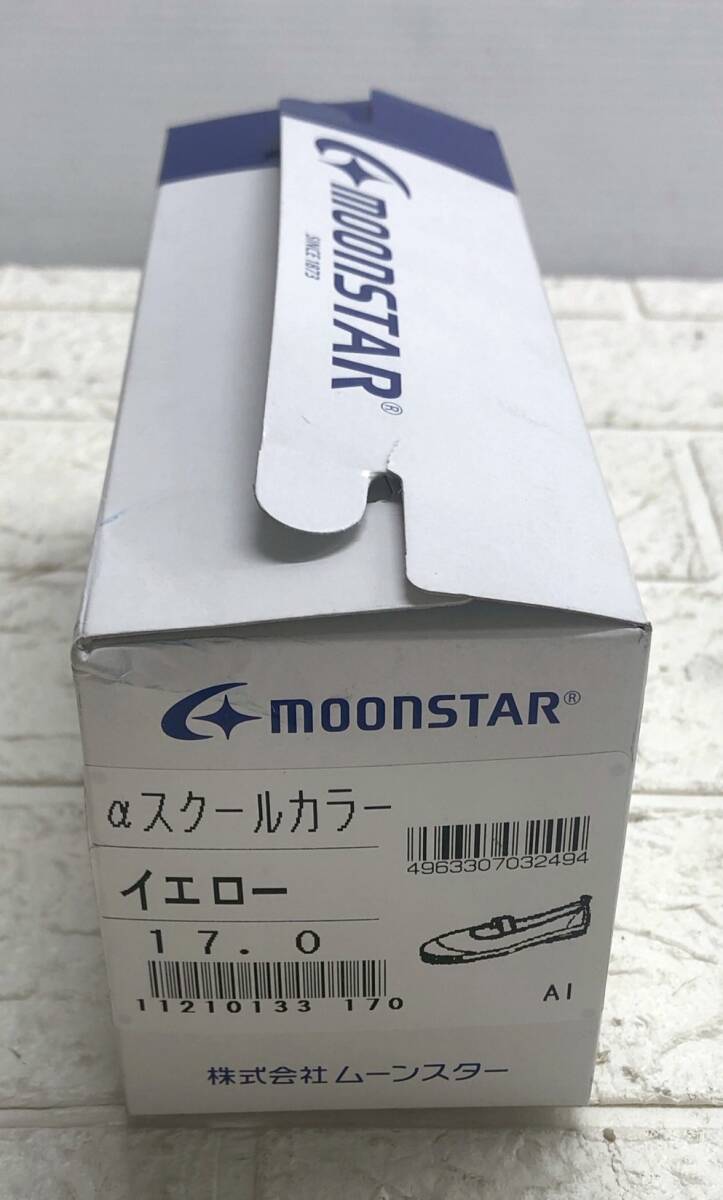 MOONSTAR®
SINCE 1873
MOONSTAR®
αスクールカラー
4963307032494
イエロー
17.0
11210133 170
AI
株式会社ムーンスター